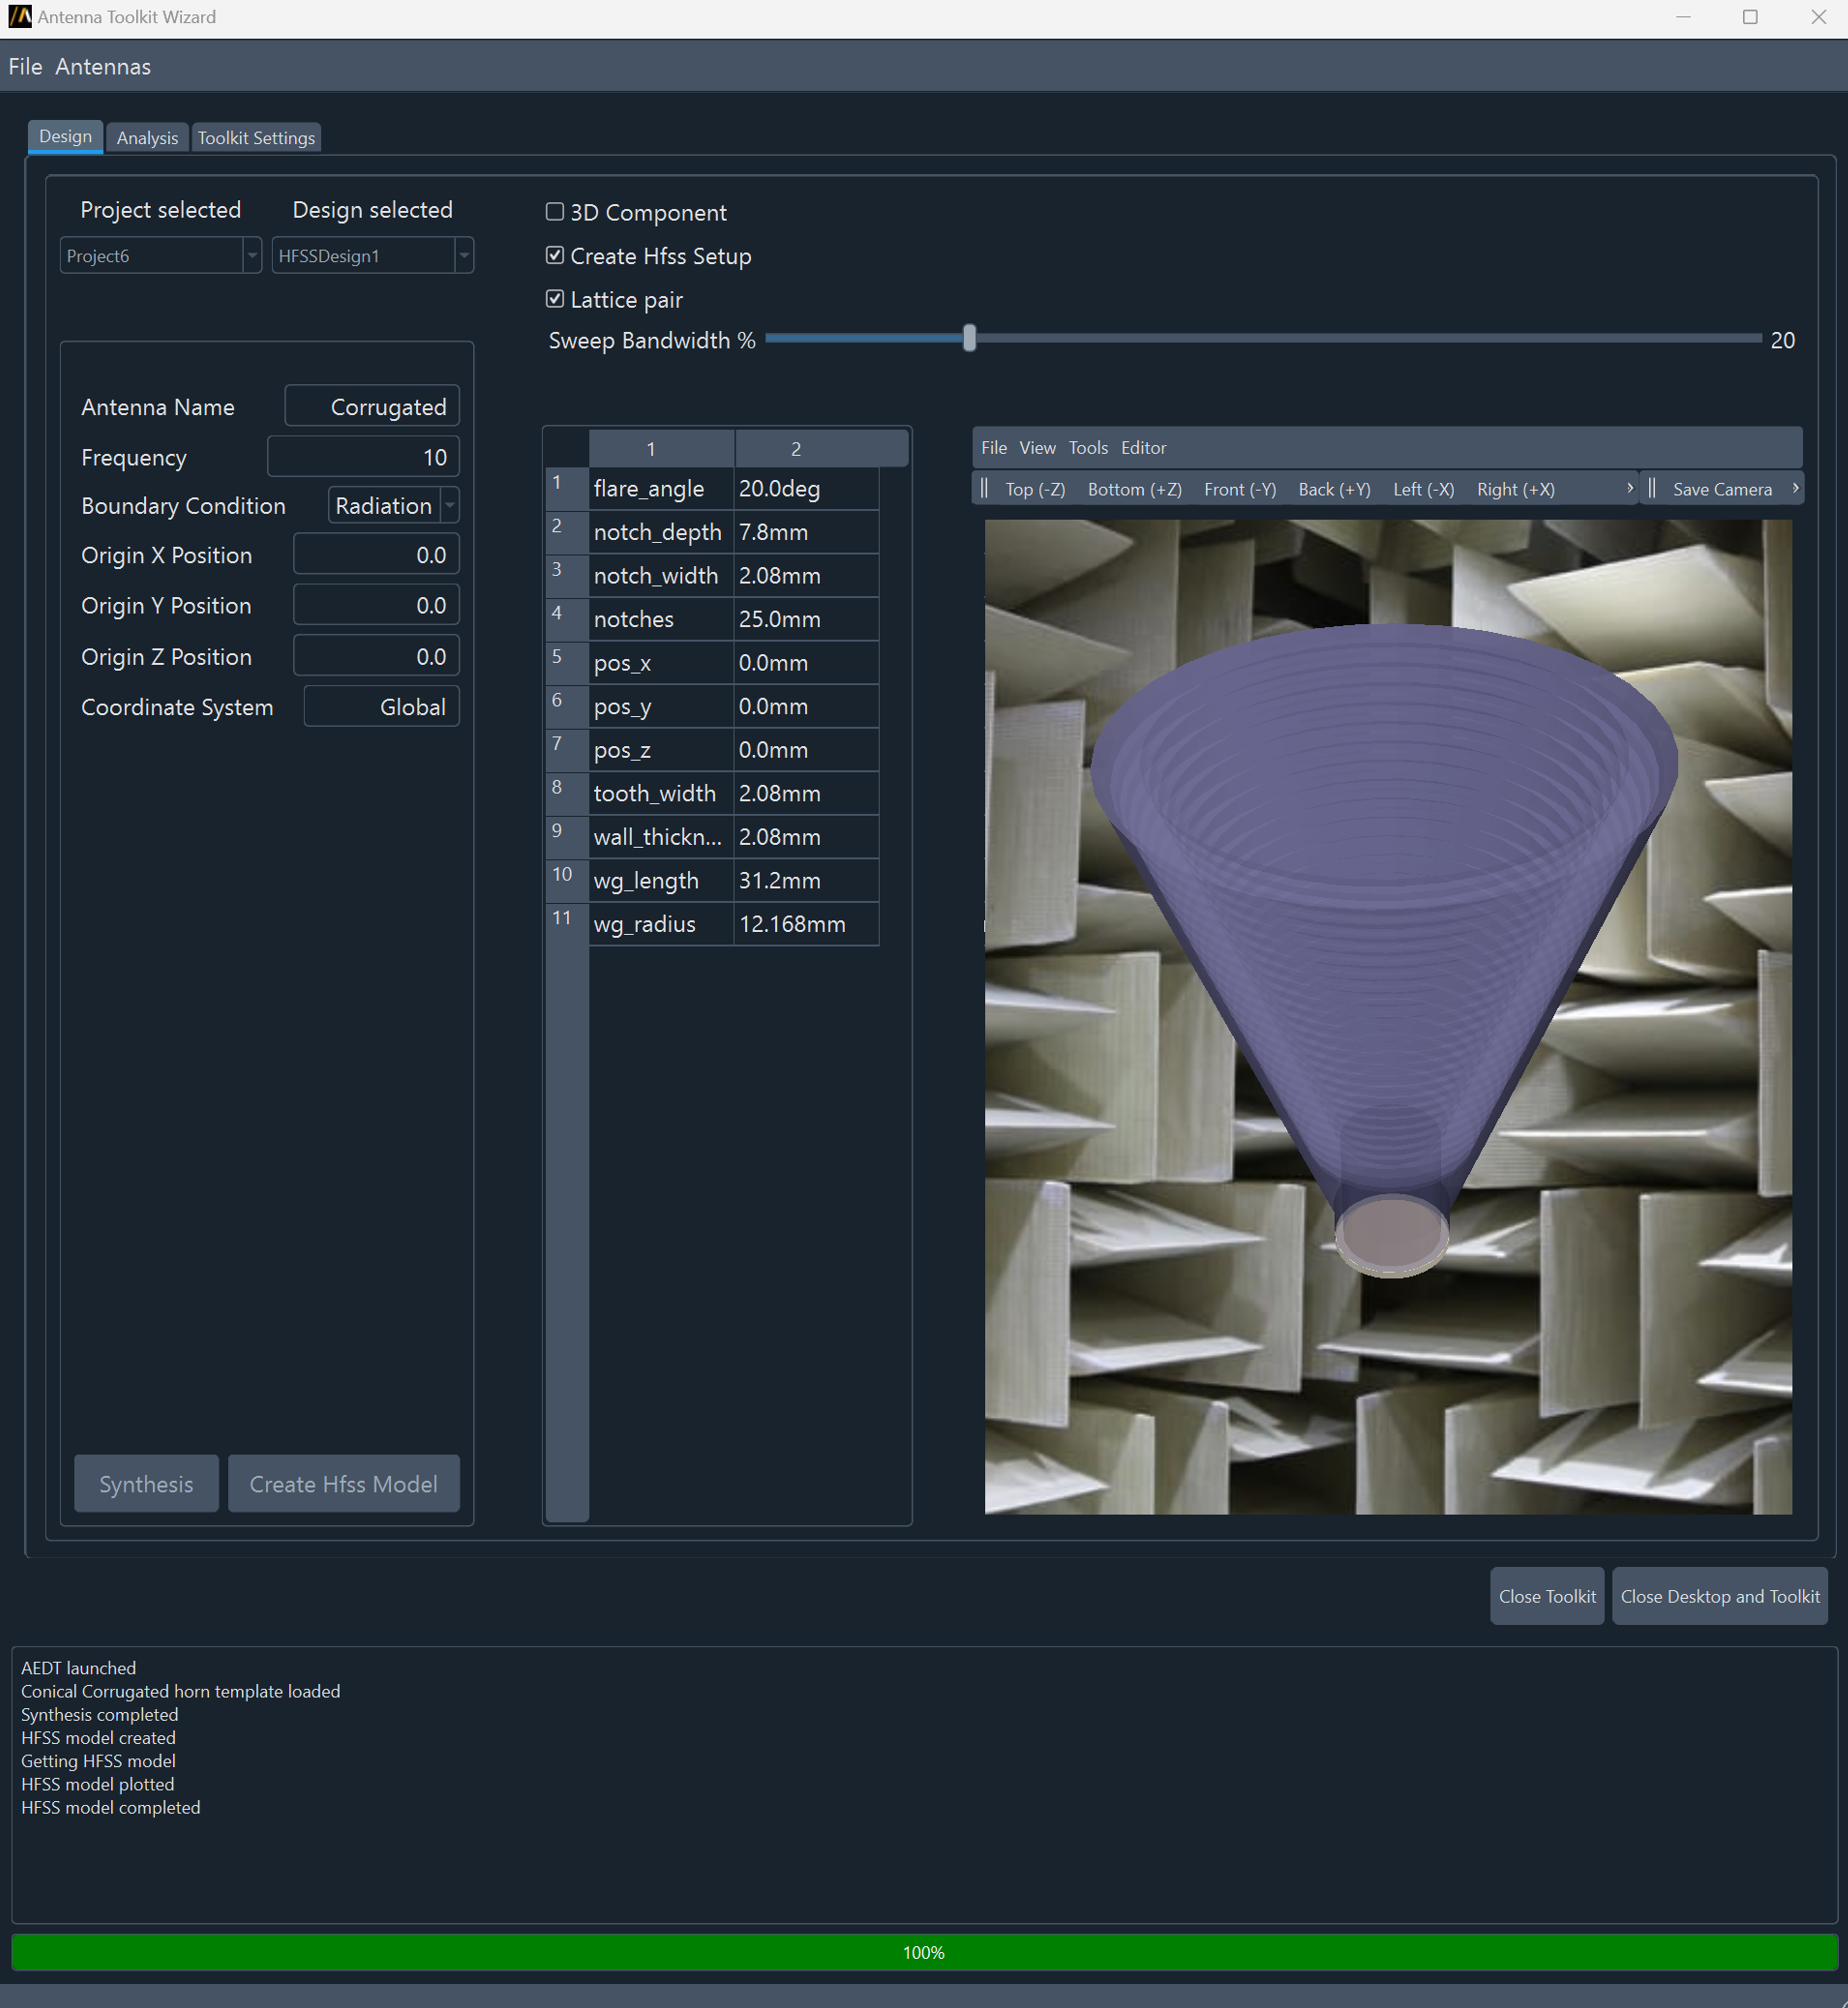 Antenna Toolkit Wizard
File Antennas
Design Analysis Toolkit Settings
Project selected Design selected
Project6 HFSSDesign1
3D Component
Create Hfss Setup
Lattice pair
Sweep Bandwidth % 20
Antenna Name Corrugated
Frequency 10
Boundary Condition Radiation
Origin X Position 0.0
Origin Y Position 0.0
Origin Z Position 0.0
Coordinate System Global
Synthesis Create Hfss Model
1 2
1 flare_angle 20.0deg
2 notch_depth 7.8mm
3 notch_width 2.08mm
4 notches 25.0mm
5 pos_x 0.0mm
6 pos_y 0.0mm
7 pos_z 0.0mm
8 tooth_width 2.08mm
9 wall_thickn... 2.08mm
10 wg_length 31.2mm
11 wg_radius 12.168mm
File View Tools Editor
Top (-Z) Bottom (+Z) Front (-Y) Back (+Y) Left (-X) Right (+X) Save Camera
Close Toolkit Close Desktop and Toolkit
AEDT launched
Conical Corrugated horn template loaded
Synthesis completed
HFSS model created
Getting HFSS model
HFSS model plotted
HFSS model completed
100%